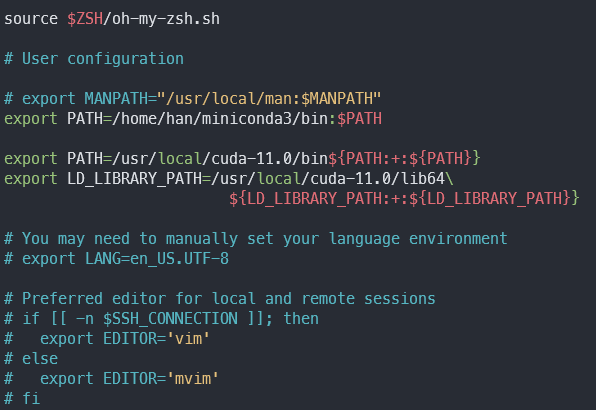 source $ZSH/oh-my-zsh.sh
# User configuration
# export MANPATH="/usr/local/man:$MANPATH"
export PATH=/home/han/miniconda3/bin:$PATH
export PATH=/usr/local/cuda-11.0/bin${PATH:+:${PATH}}
export LD_LIBRARY_PATH=/usr/local/cuda-11.0/lib64\
${LD_LIBRARY_PATH:+:${LD_LIBRARY_PATH}}
# You may need to manually set your language environment
# export LANG=en_US.UTF-8
# Preferred editor for local and remote sessions
# if [[ -n $SSH_CONNECTION ]]; then
#   export EDITOR='vim'
# else
#   export EDITOR='mvim'
# fi